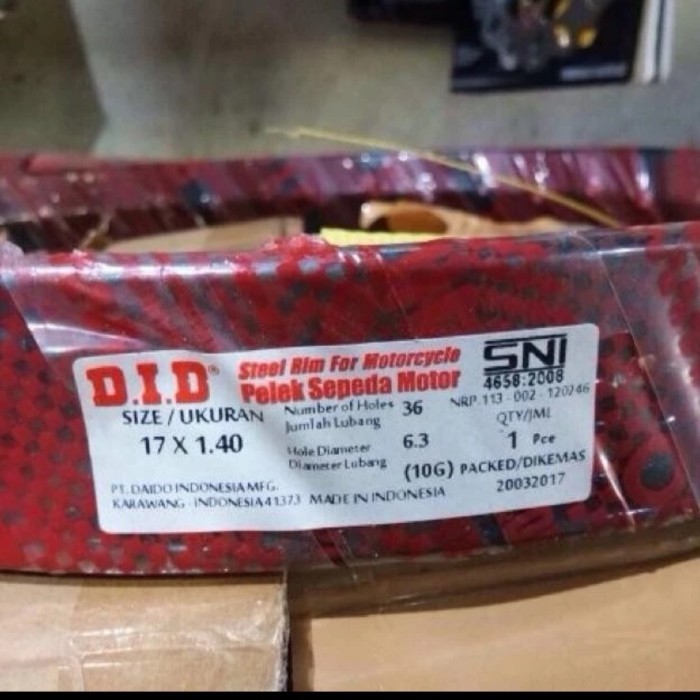 D.I.D®
Steel Rim For Motorcycle
Pelek Sepeda Motor
SNI
4658:2008
NRP. 113 - 002 - 120246
SIZE / UKURAN
17 X 1.40
Number of Holes 36
Jumlah Lubang
Hole Diameter 6.3
Diameter Lubang
(10G)
QTY/JML
1 Pce
PACKED/DIKEMAS
20032017
PT. DAIDO INDONESIA MFG.
KARAWANG - INDONESIA 41373 MADE IN INDONESIA